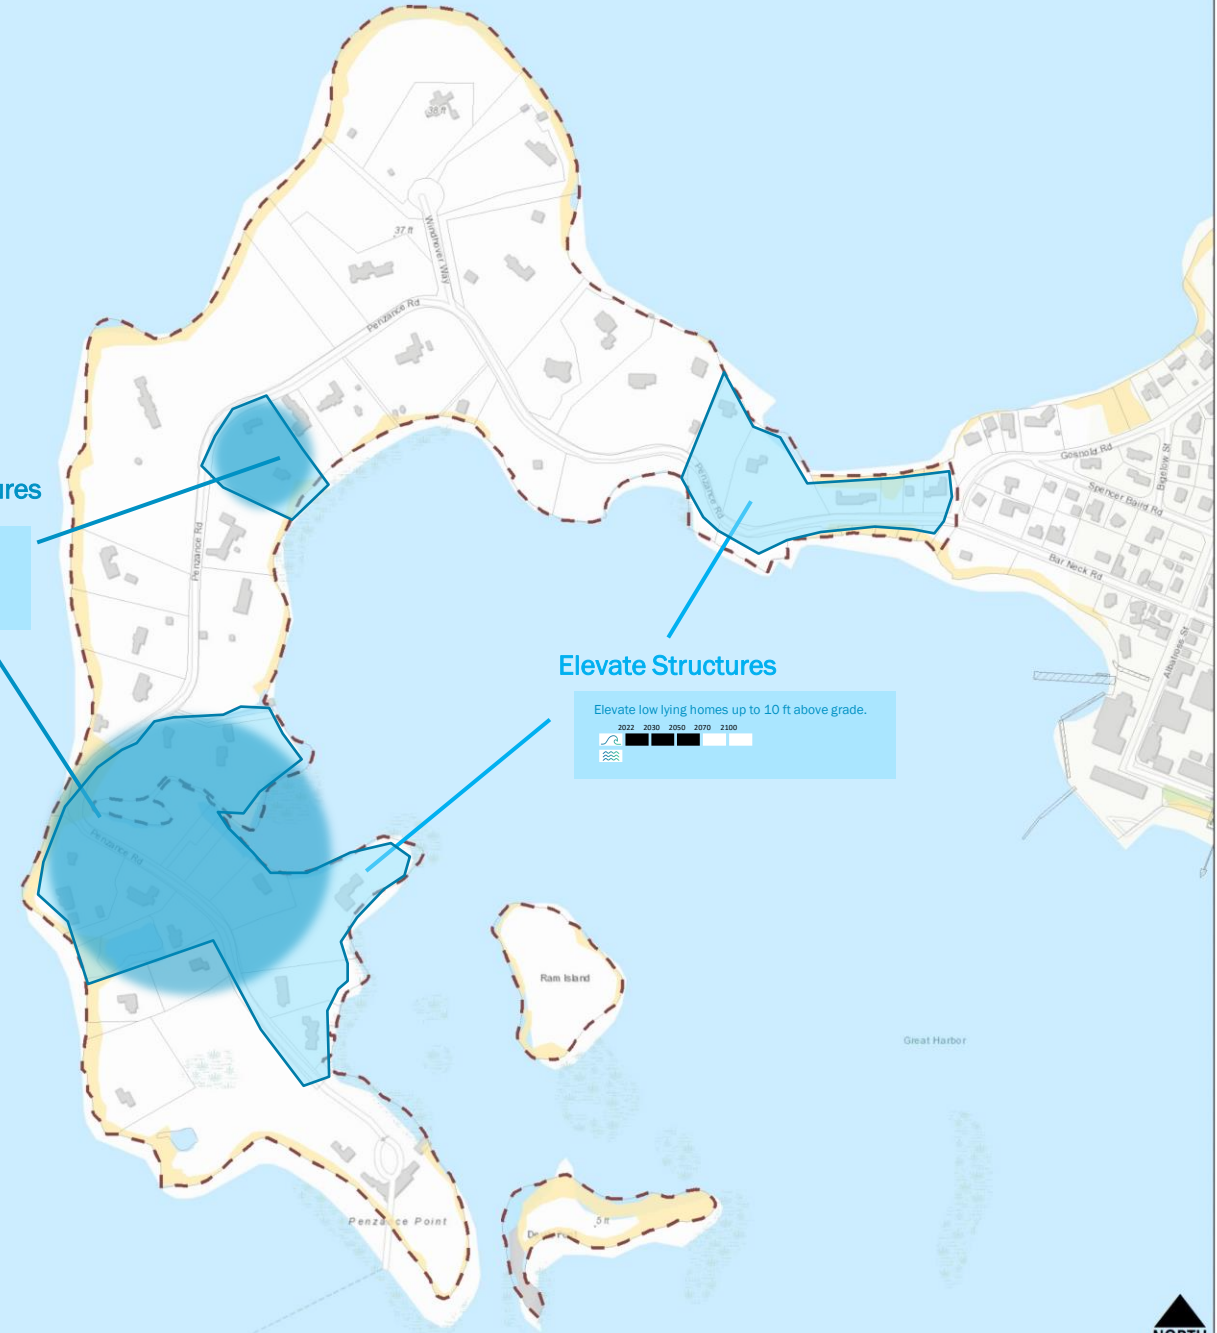 38 ft
37 ft
Windhover Way
Penzance Rd
Gosnold Rd
Bigelow St
Spencer Baird Rd
Penzance Rd
ures
Penzance Rd
Bar Neck Rd
Albatross St
Elevate Structures
Elevate low lying homes up to 10 ft above grade.
2022 2030 2050 2070 2100
Penzance Rd
Ram Island
Great Harbor
Penzance Point
5 ft
NORTH